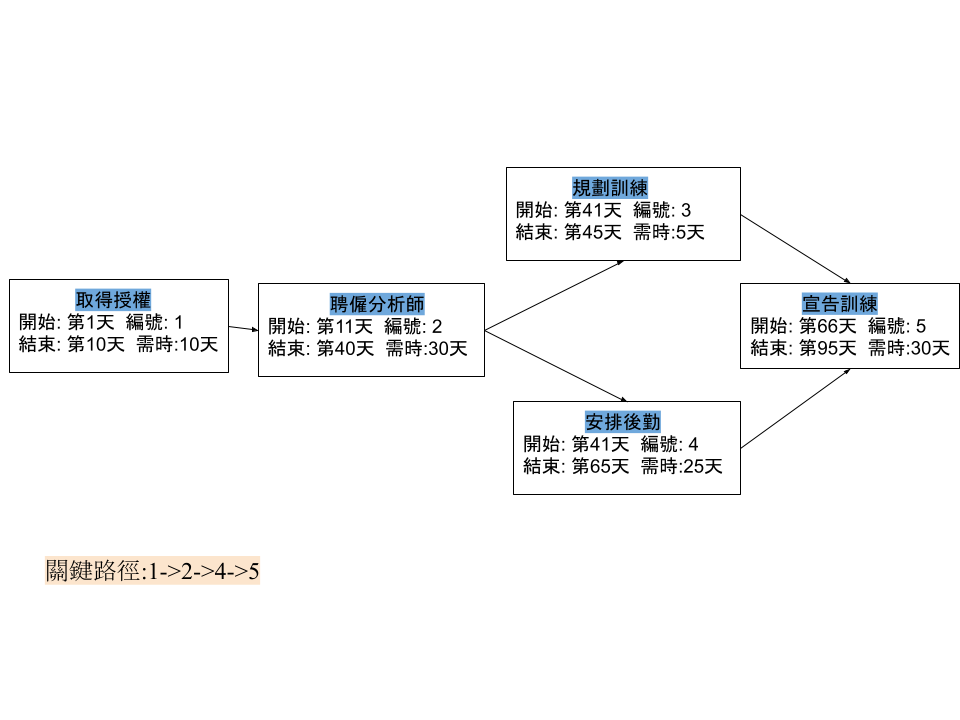 規劃訓練
開始: 第41天 編號: 3
結束: 第45天 需時:5天
取得授權
開始: 第1天 編號: 1
結束: 第10天 需時:10天
聘僱分析師
開始: 第11天 編號: 2
結束: 第40天 需時:30天
宣告訓練
開始: 第66天 編號: 5
結束: 第95天 需時:30天
安排後勤
開始: 第41天 編號: 4
結束: 第65天 需時:25天
關鍵路徑:1->2->4->5